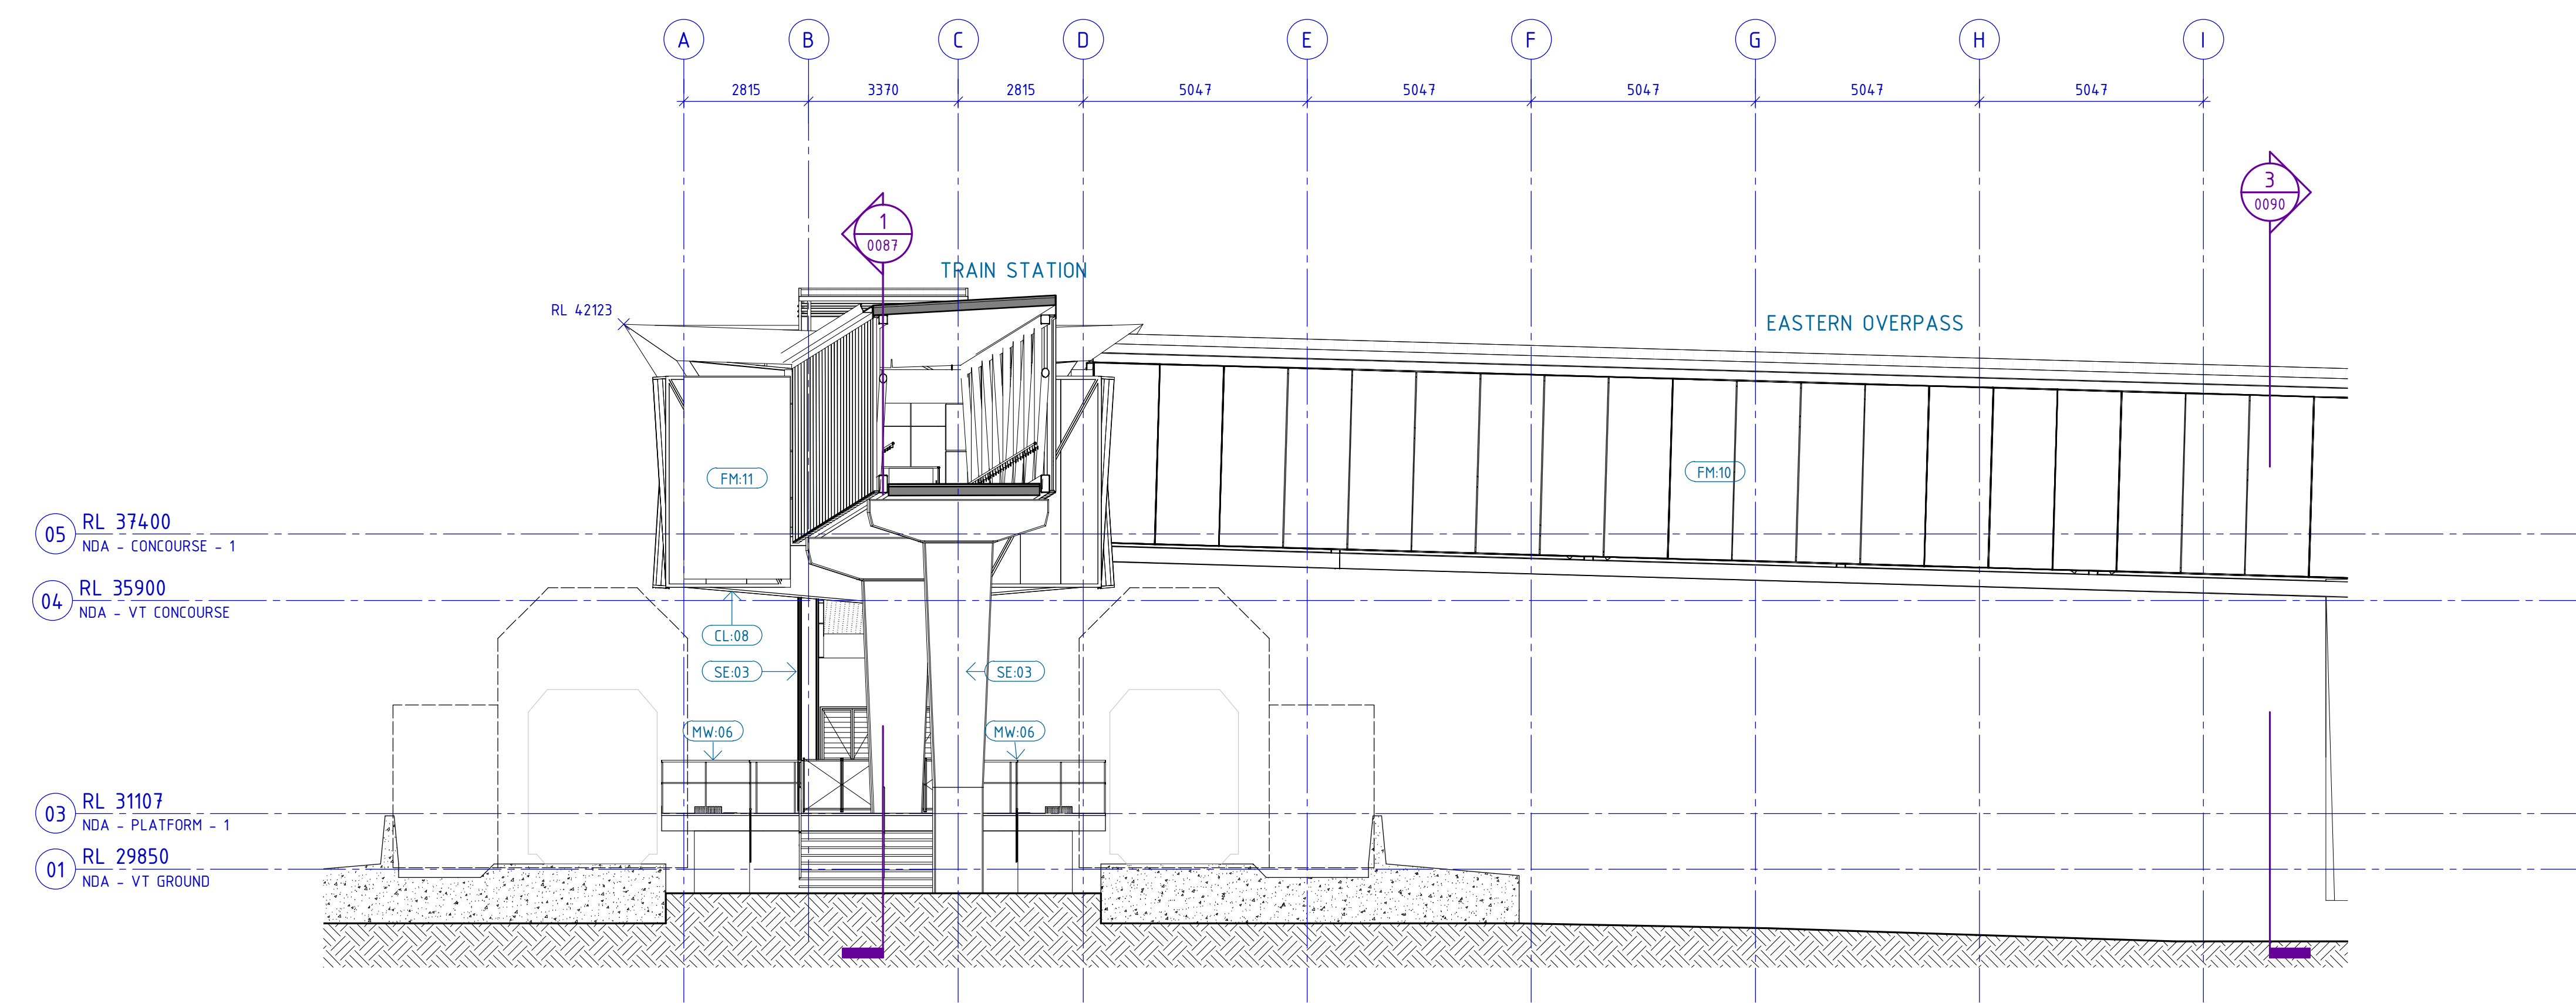 A B C D E F G H I
2815 3370 2815 5047 5047 5047 5047 5047
3
0090
1
0087
TRAIN STATION
RL 42123
EASTERN OVERPASS
FM:11
FM:10
05 RL 37400
NDA - CONCOURSE - 1
04 RL 35900
NDA - VT CONCOURSE
CL:08
SE:03 SE:03
MW:06 MW:06
03 RL 31107
NDA - PLATFORM - 1
01 RL 29850
NDA - VT GROUND